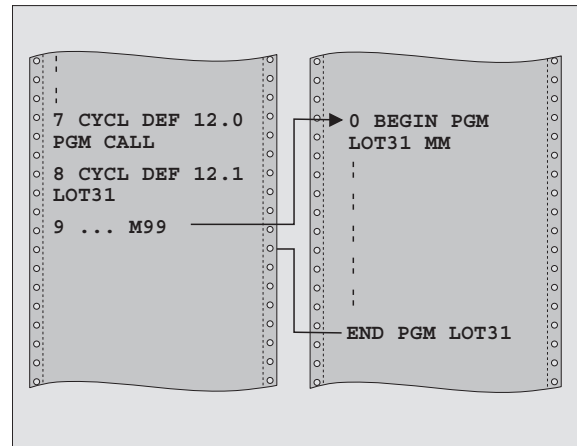 7 CYCL DEF 12.0
PGM CALL
8 CYCL DEF 12.1
LOT31
9 ... M99
0 BEGIN PGM
LOT31 MM
END PGM LOT31